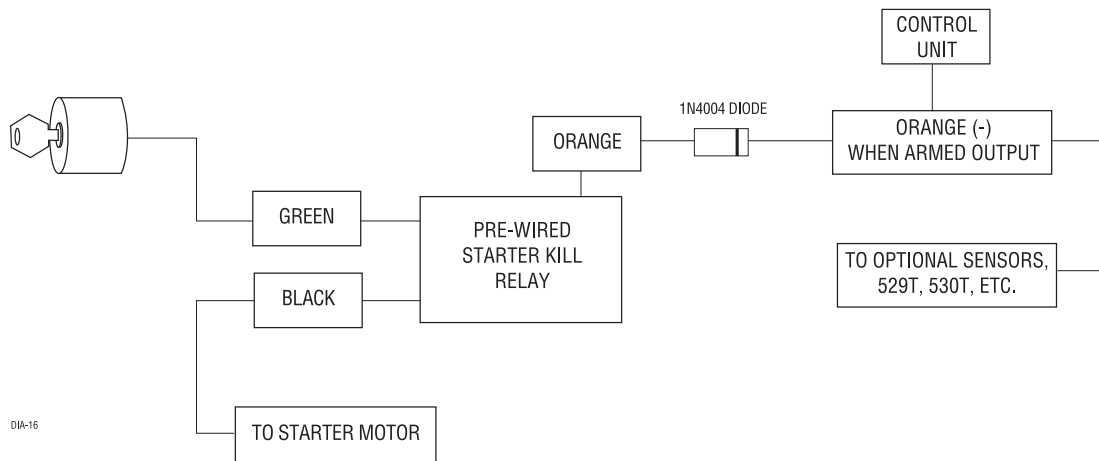 CONTROL
UNIT
1N4004 DIODE
ORANGE
ORANGE (-)
WHEN ARMED OUTPUT
GREEN
PRE-WIRED
STARTER KILL
RELAY
TO OPTIONAL SENSORS,
529T, 530T, ETC.
BLACK
DIA-16
TO STARTER MOTOR